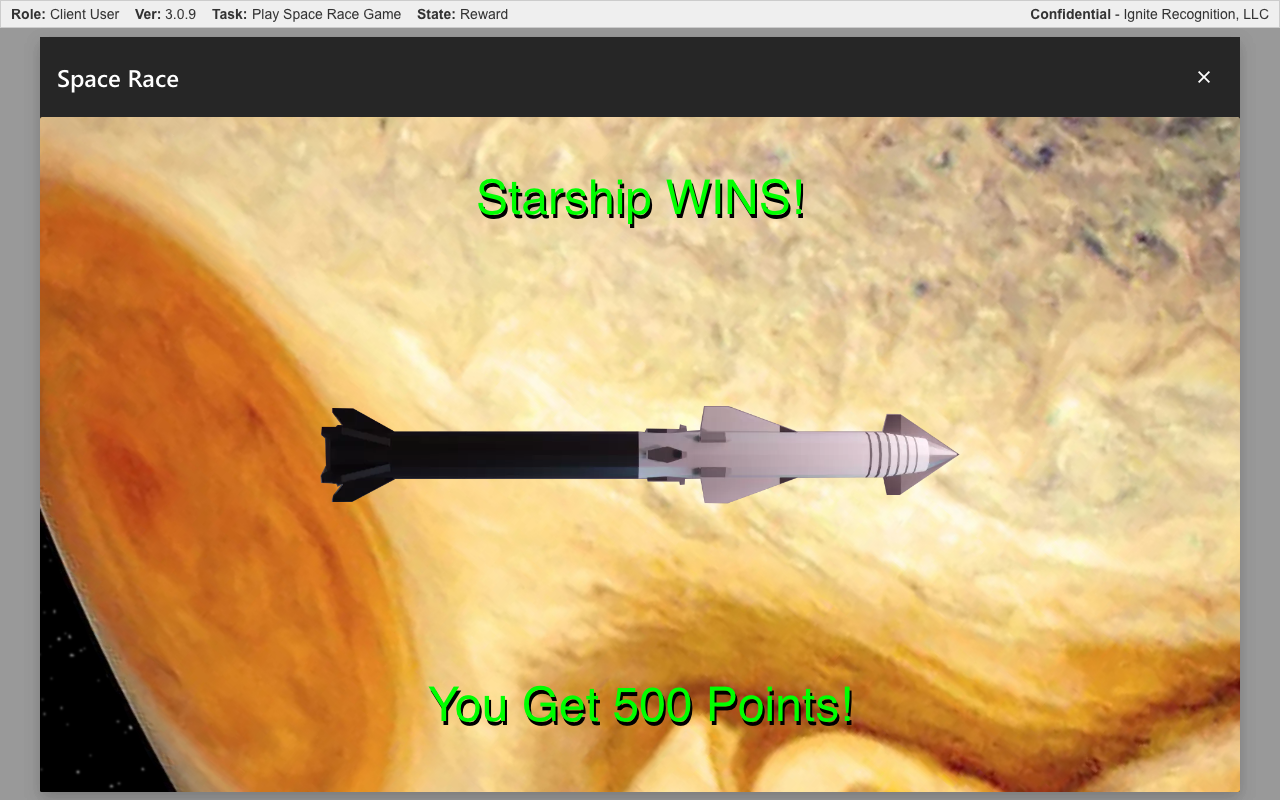 Role: Client User Ver: 3.0.9 Task: Play Space Race Game State: Reward Confidential - Ignite Recognition, LLC
Space Race
Starship WINS!
You Get 500 Points!